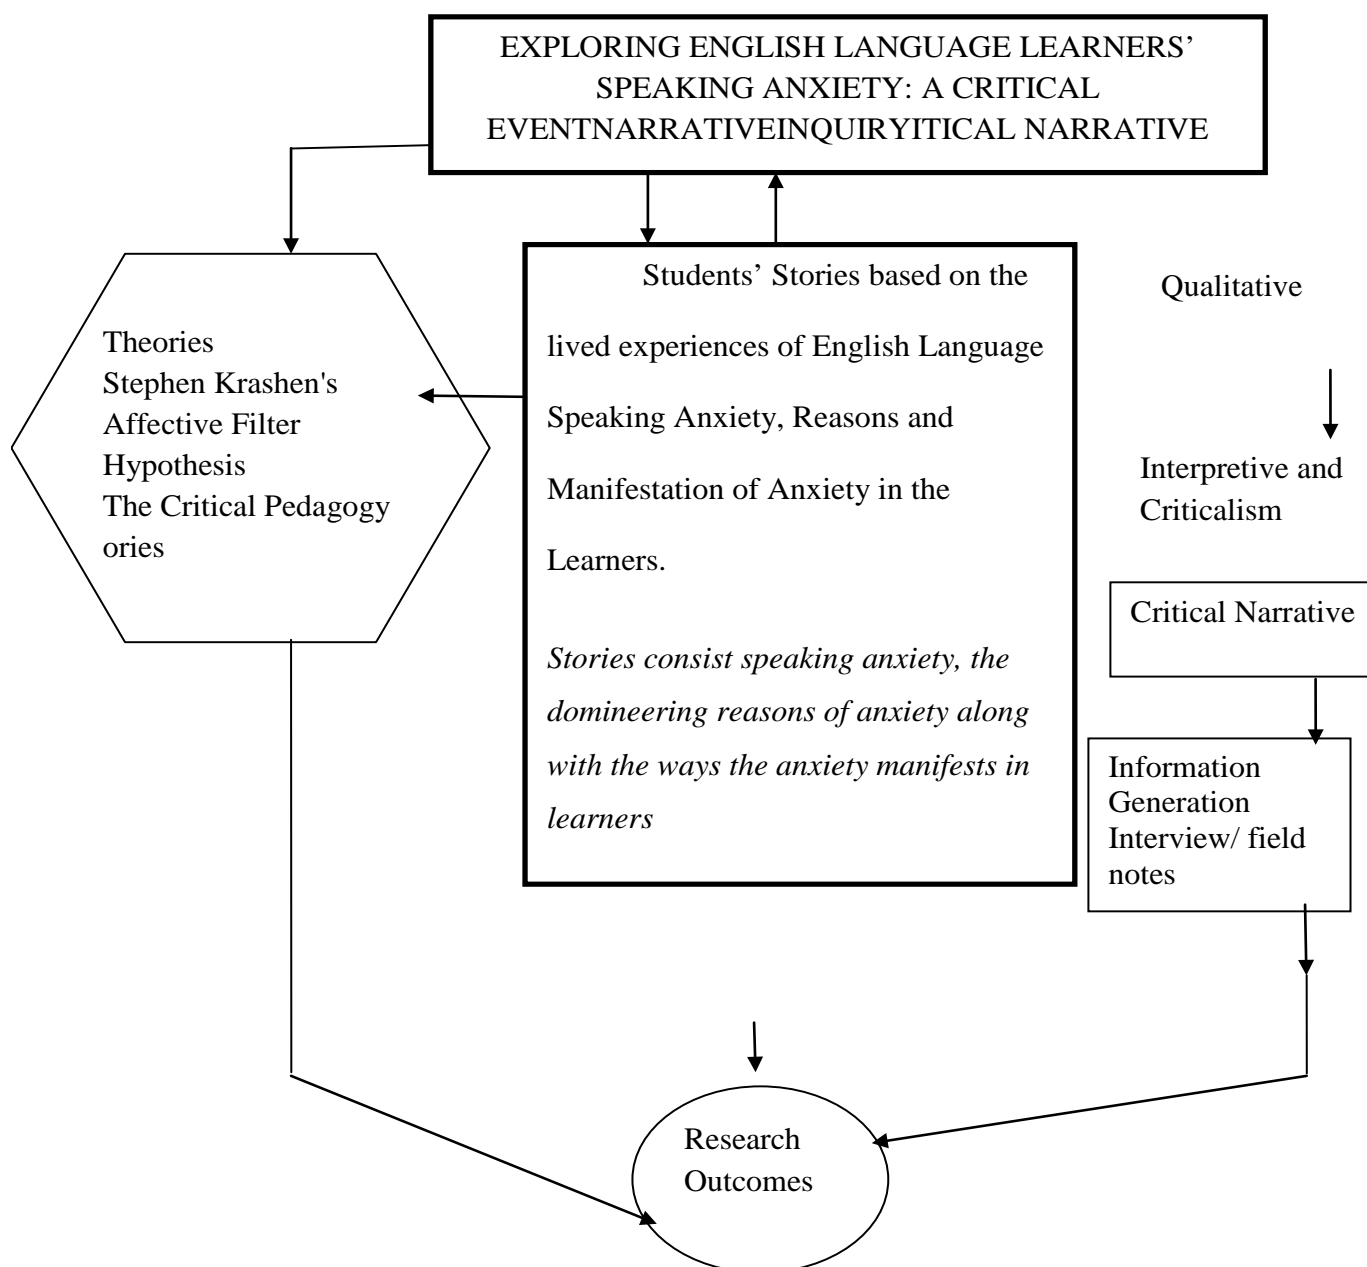 EXPLORING ENGLISH LANGUAGE LEARNERS’
SPEAKING ANXIETY: A CRITICAL
EVENTNARRATIVEINQUIRYITICAL NARRATIVE
Theories
Stephen Krashen's
Affective Filter
Hypothesis
The Critical Pedagogy
ories
Students’ Stories based on the
lived experiences of English Language
Speaking Anxiety, Reasons and
Manifestation of Anxiety in the
Learners.
Stories consist speaking anxiety, the
domineering reasons of anxiety along
with the ways the anxiety manifests in
learners
Qualitative
Interpretive and
Criticalism
Critical Narrative
Information
Generation
Interview/ field
notes
Research
Outcomes